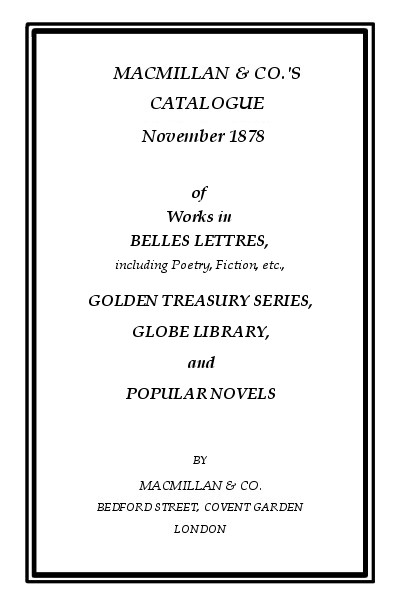 MACMILLAN & CO.'S
CATALOGUE
November 1878
of
Works in
BELLES LETTRES,
including Poetry, Fiction, etc.,
GOLDEN TREASURY SERIES,
GLOBE LIBRARY,
and
POPULAR NOVELS
BY
MACMILLAN & CO.
BEDFORD STREET, COVENT GARDEN
LONDON